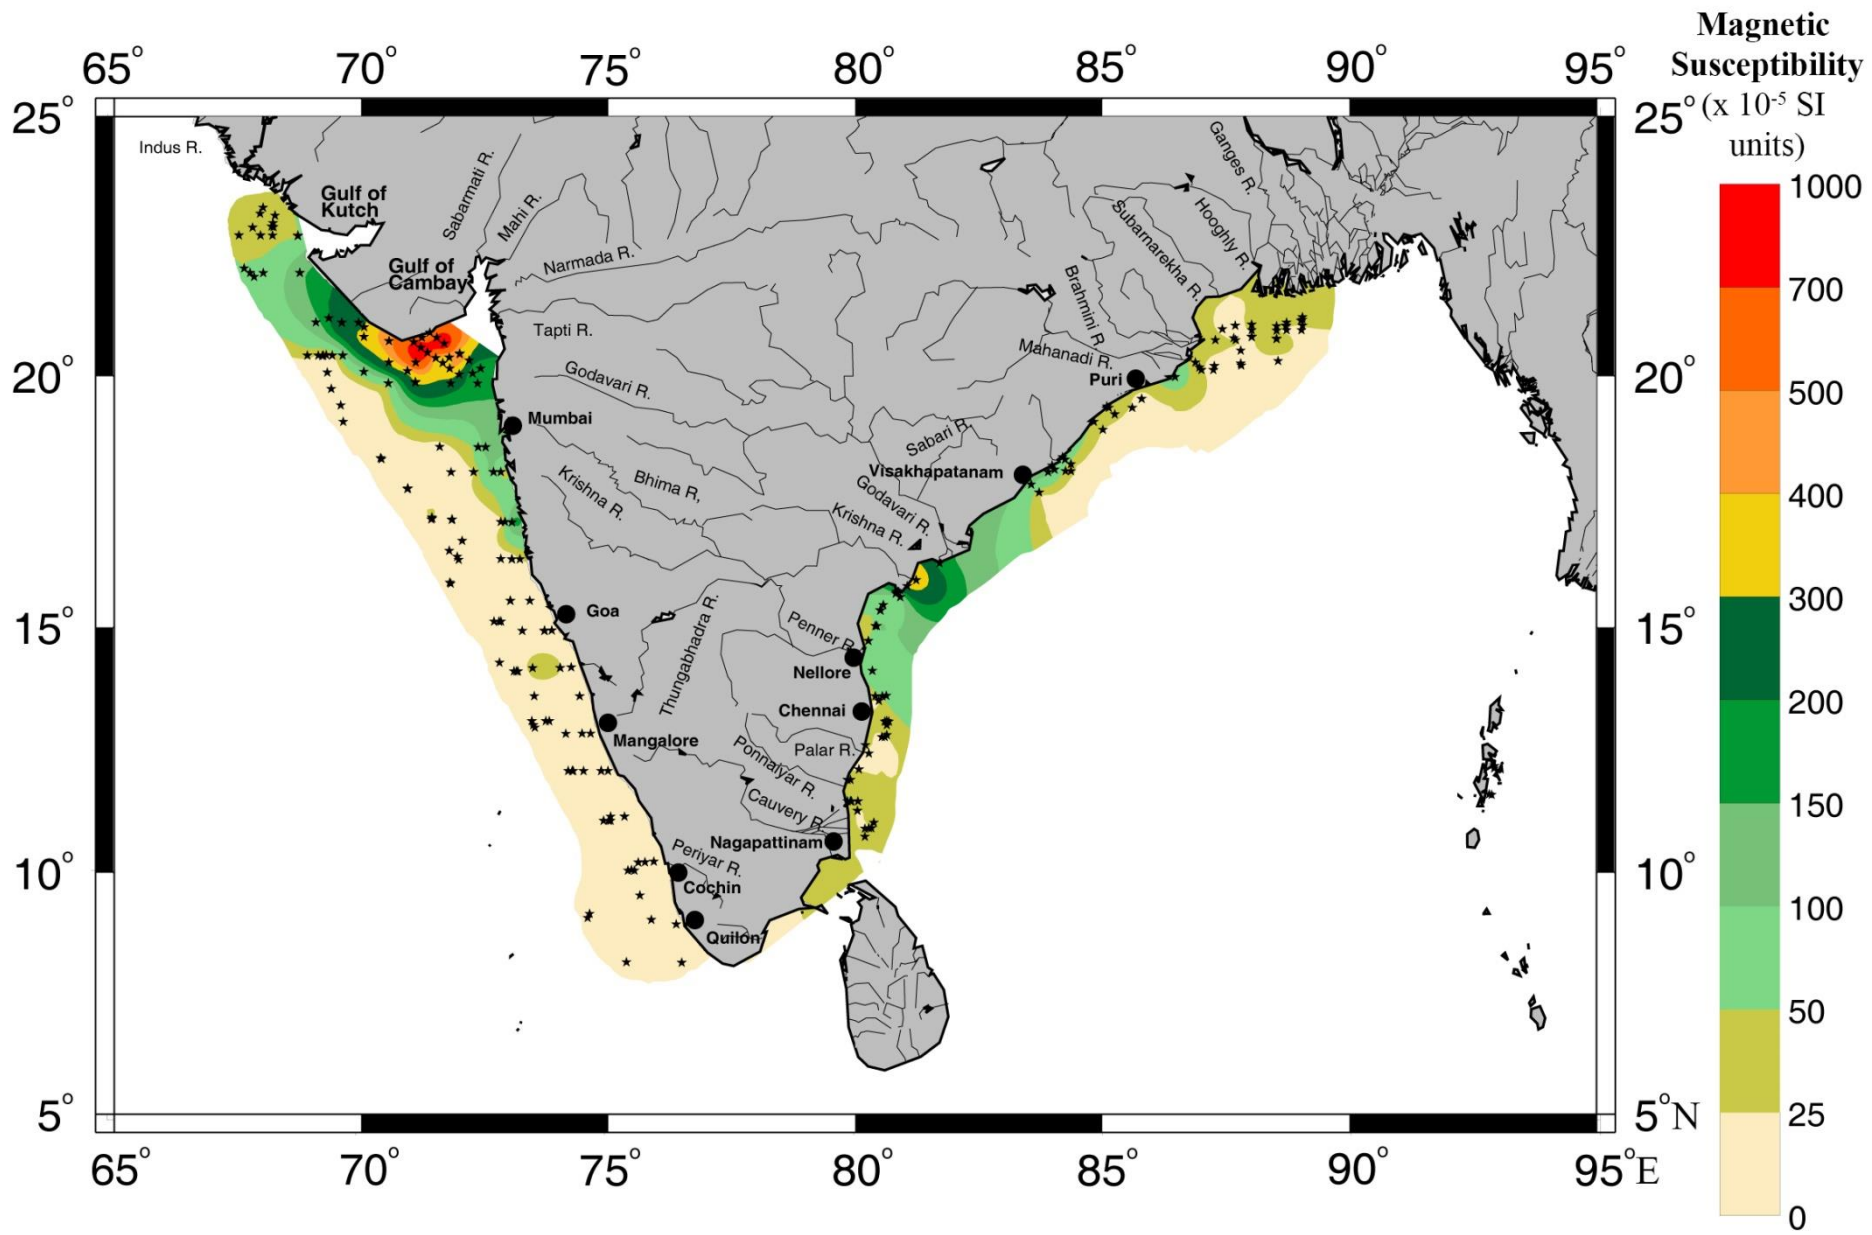 Magnetic
Susceptibility
(x 10⁻⁵ SI
units)
65° 70° 75° 80° 85° 90° 95°
25° 25°
Indus R.
Gulf of
Kutch
Sabarmati R.
Mahi R.
Ganges R.
Subarnarekha R.
Hooghly R.
Gulf of
Cambay
Narmada R.
Brahmini R.
Tapti R.
Mahanadi R.
20° 20°
Puri
Godavari R.
Mumbai
Sabari R.
Visakhapatanam
Krishna R.
Bhima R,
Godavari R.
Krishna R.
15° 15°
Goa
Thungabhadra R.
Penner R.
Nellore
Chennai
Mangalore
Palar R.
Ponnaiyar R.
Cauvery R.
Nagapattinam
Periyar R.
10° 10°
Cochin
Quilon
5° 5°N
65° 70° 75° 80° 85° 90° 95°E
1000
700
500
400
300
200
150
100
50
25
0